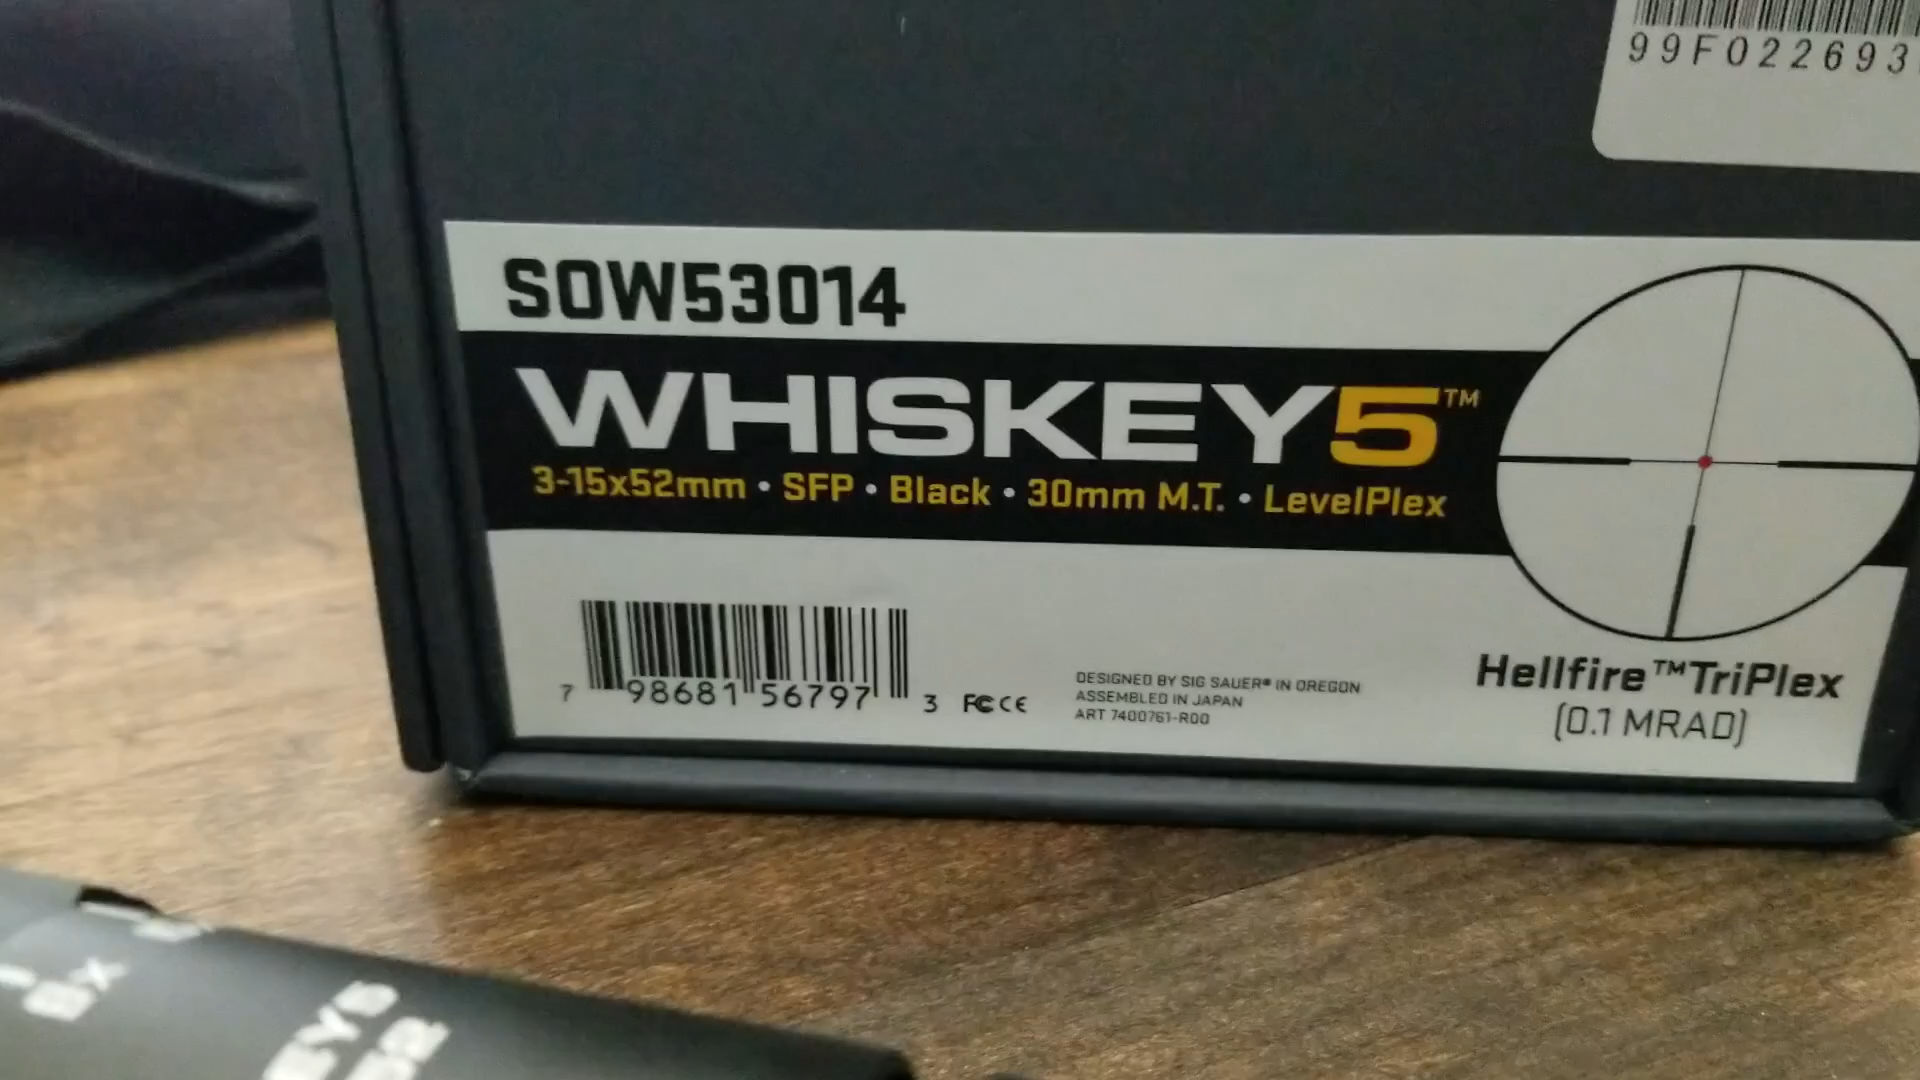 99F022693
SOW53014
WHISKEY5™
3-15x52mm • SFP • Black • 30mm M.T. • LevelPlex
7 98681 56797 3 FC CE
DESIGNED BY SIG SAUER® IN OREGON
ASSEMBLED IN JAPAN
ART 7400761-R00
Hellfire™TriPlex
(0.1 MRAD)